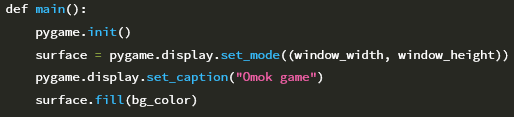 def main():
    pygame.init()
    surface = pygame.display.set_mode((window_width, window_height))
    pygame.display.set_caption("Omok game")
    surface.fill(bg_color)